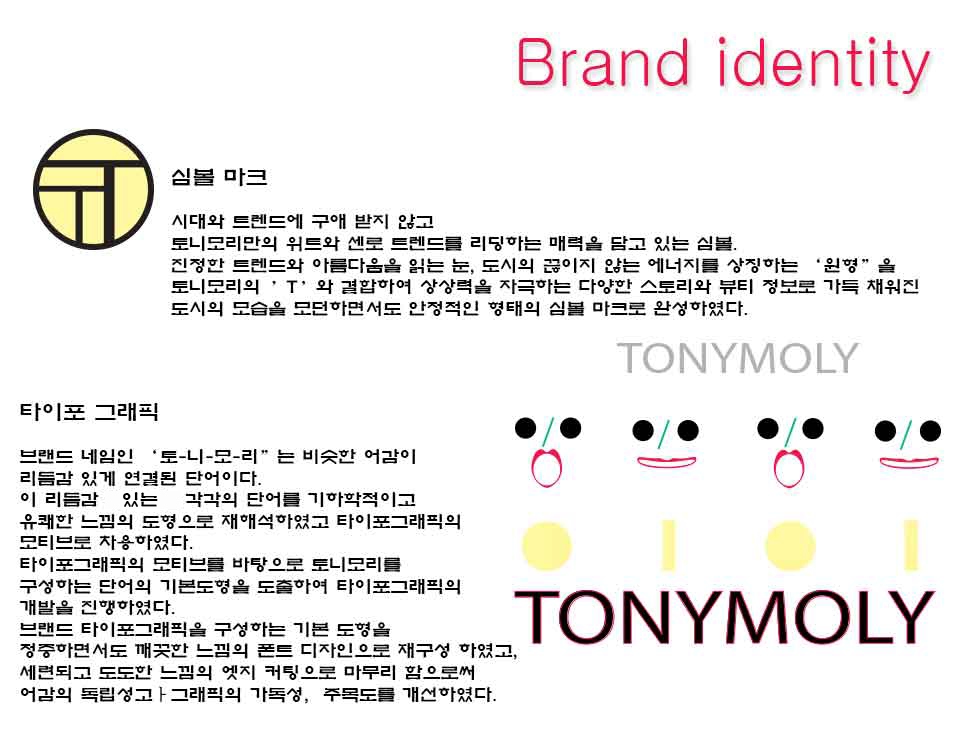 Brand identity
심볼 마크
시대와 트렌드에 구애 받지 않고
토니모리만의 위트와 센로 트렌드를 리딩하는 매력을 담고 있는 심볼.
진정한 트렌드와 아름다움을 읽는 눈, 도시의 끊이지 않는 에너지를 상징하는 ‘원형”을
토니모리의 ’T’와 결합하여 상상력을 자극하는 다양한 스토리와 뷰티 정보로 가득 채워진
도시의 모습을 모던하면서도 안정적인 형태의 심볼 마크로 완성하였다.
TONYMOLY
타이포 그래픽
브랜드 네임인 ‘토-니-모-리”는 비슷한 어감이
리듬감 있게 연결된 단어이다.
이 리듬감 있는 각각의 단어를 기하학적이고
유쾌한 느낌의 도형으로 재해석하였고 타이포그래픽의
모티브로 차용하였다.
타이포그래픽의 모티브를 바탕으로 토니모리를
구성하는 단어의 기본도형을 도출하여 타이포그래픽의
개발을 진행하였다.
브랜드 타이포그래픽을 구성하는 기본 도형을
정중하면서도 깨끗한 느낌의 폰트 디자인으로 재구성 하였고,
세련되고 도도한 느낌의 엣지 커팅으로 마무리 함으로써
어감의 독립성고ㅏ그래픽의 가독성, 주목도를 개선하였다.
TONYMOLY